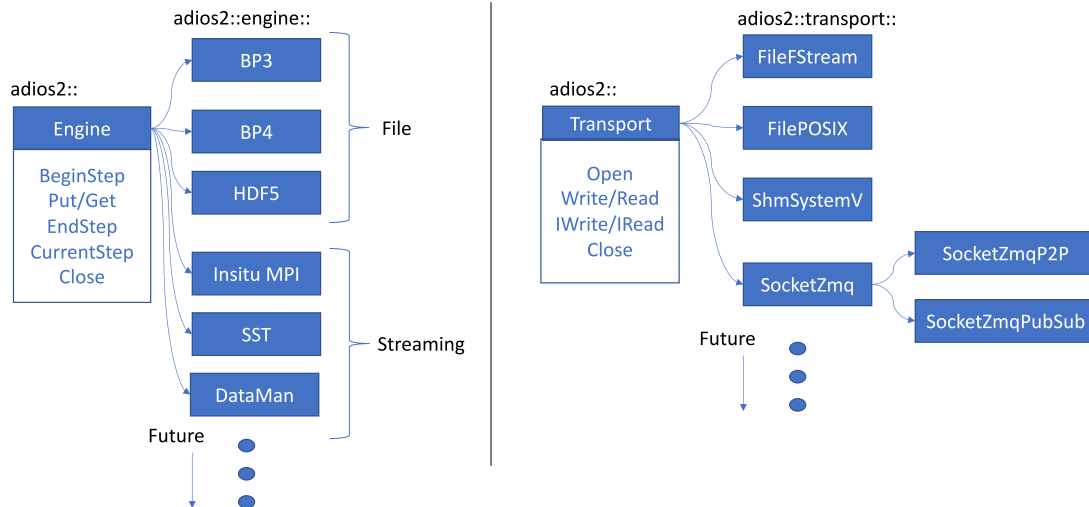 adios2::engine::
adios2::
Engine
BeginStep
Put/Get
EndStep
CurrentStep
Close
BP3
BP4
HDF5
File
Insitu MPI
SST
DataMan
Streaming
Future
adios2::transport::
adios2::
Transport
Open
Write/Read
IWrite/IRead
Close
FileFStream
FilePOSIX
ShmSystemV
SocketZmq
SocketZmqP2P
SocketZmqPubSub
Future